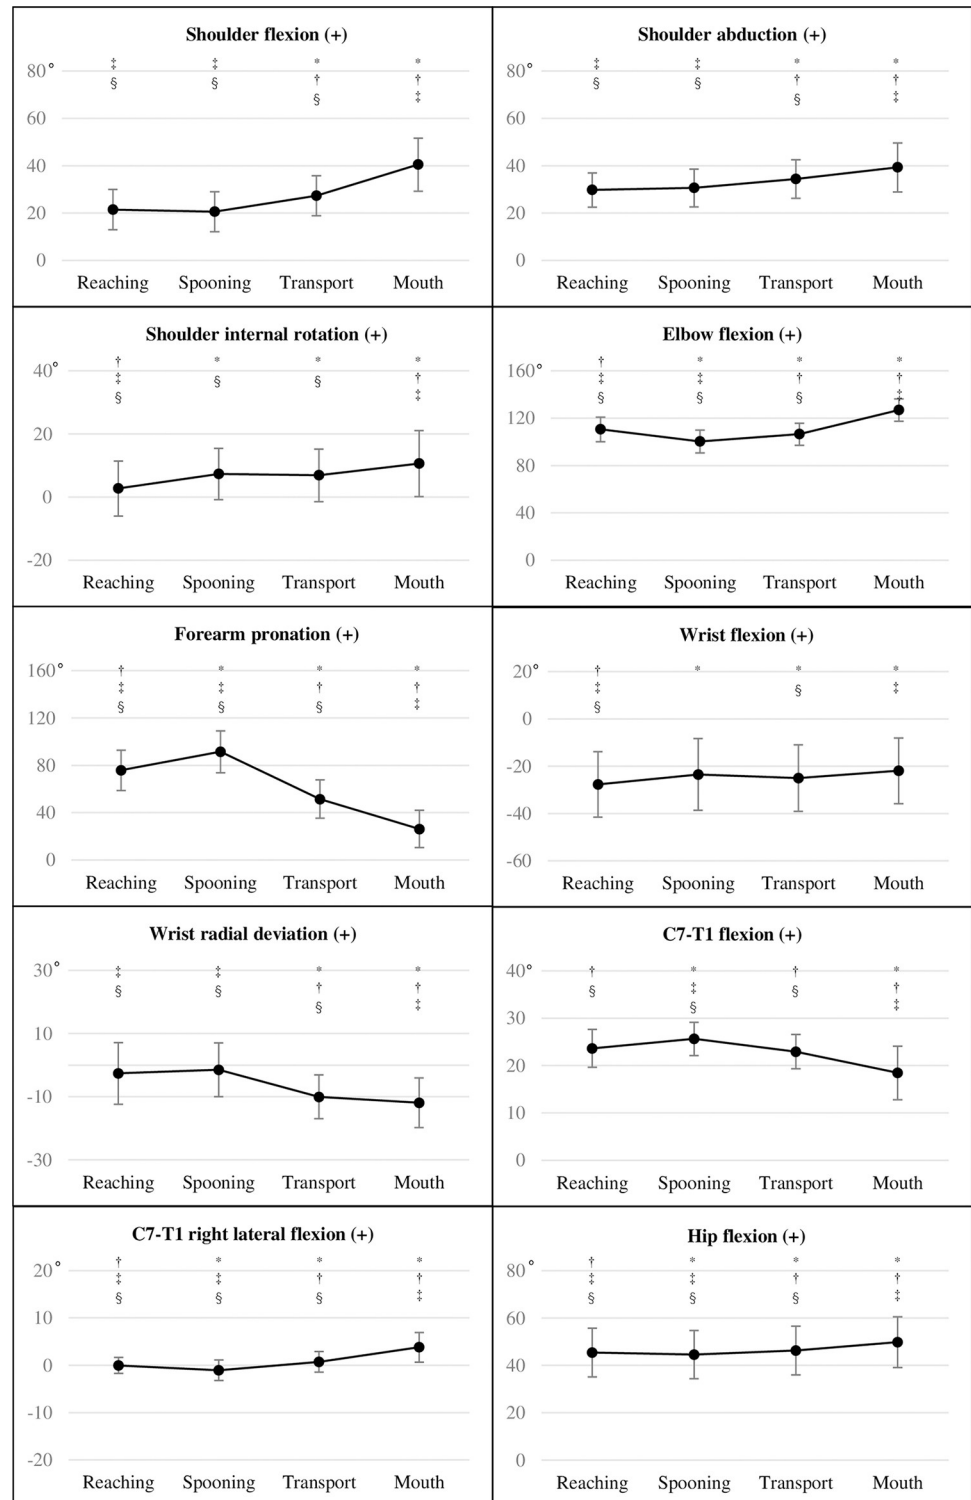 Shoulder flexion (+)
‡ ‡ * *
80° § § † †
§ ‡
60
40
20
0
Reaching Spooning Transport Mouth
Shoulder abduction (+)
‡ ‡ * *
80° § § † †
§ ‡
60
40
20
0
Reaching Spooning Transport Mouth
Shoulder internal rotation (+)
† * * *
40° ‡ § § †
§ ‡
20
0
-20
Reaching Spooning Transport Mouth
Elbow flexion (+)
† * * *
160° ‡ ‡ † †
§ § § ‡
120
80
40
0
Reaching Spooning Transport Mouth
Forearm pronation (+)
160° † * * *
‡ ‡ † †
§ § § ‡
120
80
40
0
Reaching Spooning Transport Mouth
Wrist flexion (+)
20° † * * *
‡ § ‡
§
0
-20
-40
-60
Reaching Spooning Transport Mouth
Wrist radial deviation (+)
30° ‡ ‡ * *
§ § † †
§ ‡
10
-10
-30
Reaching Spooning Transport Mouth
C7-T1 flexion (+)
40° † * † *
§ ‡ § †
§ ‡
30
20
10
0
Reaching Spooning Transport Mouth
C7-T1 right lateral flexion (+)
† * * *
20° ‡ ‡ † †
§ § § ‡
10
0
-10
-20
Reaching Spooning Transport Mouth
Hip flexion (+)
† * * *
80° ‡ ‡ † †
§ § § ‡
60
40
20
0
Reaching Spooning Transport Mouth